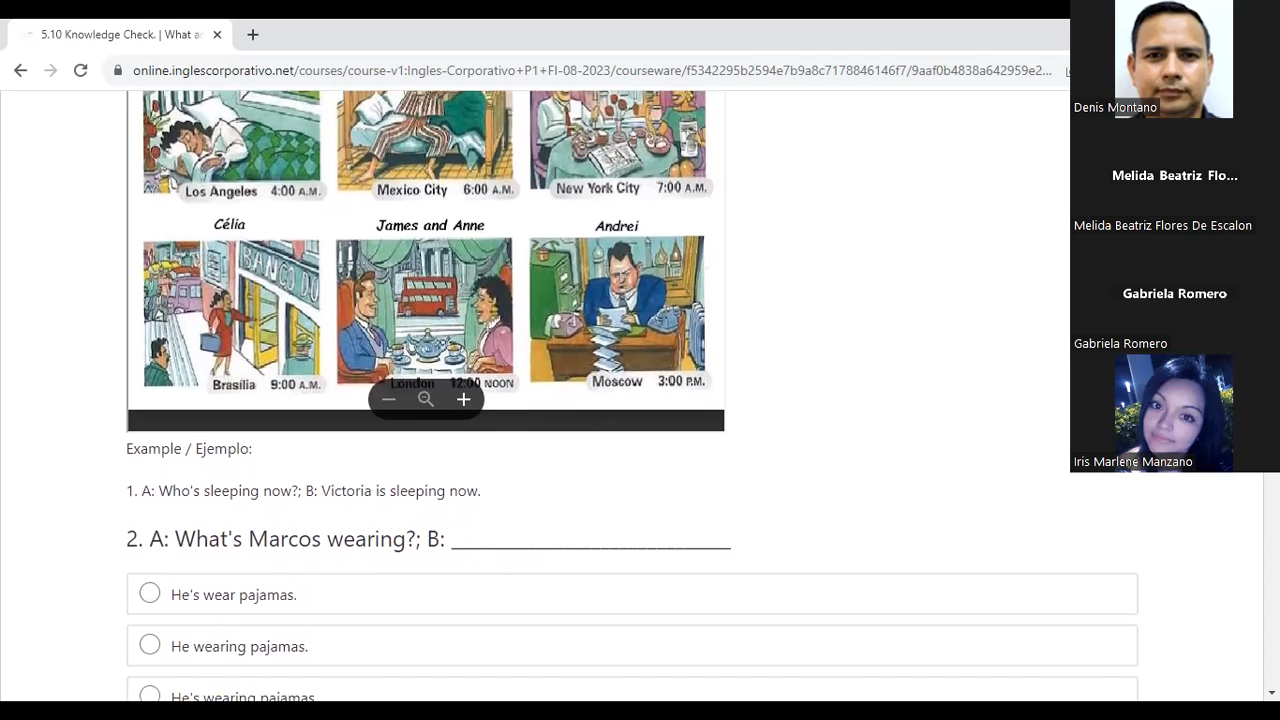 5.10 Knowledge Check. | What ar
online.inglescorporativo.net/courses/course-v1:Ingles-Corporativo+P1+FI-08-2023/courseware/f5342295b2594e7b9a8c7178846146f7/9aaf0b4838a642959e2...
Los Angeles 4:00 A.M.
Mexico City 6:00 A.M.
New York City 7:00 A.M.
Célia
James and Anne
Andrei
BANCO DO
Brasília 9:00 A.M.
London 12:00 NOON
Moscow 3:00 P.M.
Example / Ejemplo:
1. A: Who's sleeping now?; B: Victoria is sleeping now.
2. A: What's Marcos wearing?; B: ____________________________
He's wear pajamas.
He wearing pajamas.
He's wearing pajamas.
Denis Montano
Melida Beatriz Flo...
Melida Beatriz Flores De Escalon
Gabriela Romero
Gabriela Romero
Iris Marlene Manzano